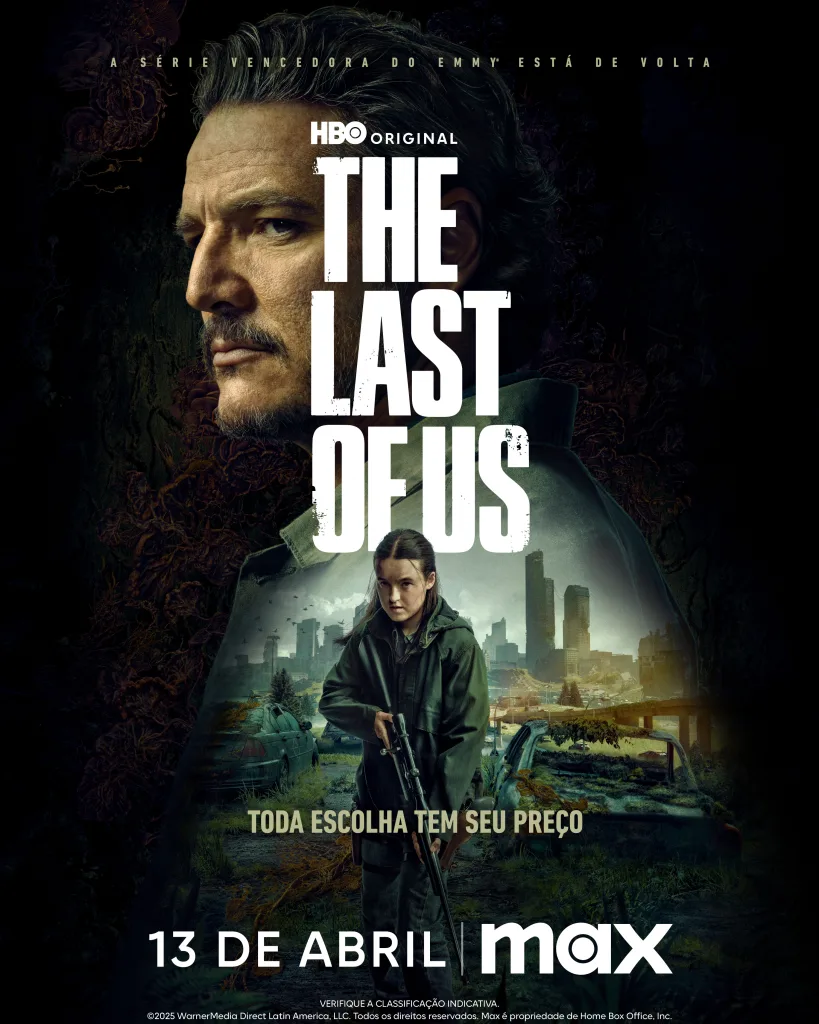 A SÉRIE VENCEDORA DO EMMY® ESTÁ DE VOLTA
HBO ORIGINAL
THE
LAST
OF US
TODA ESCOLHA TEM SEU PREÇO
13 DE ABRIL | max
VERIFIQUE A CLASSIFICAÇÃO INDICATIVA.
©2025 WarnerMedia Direct Latin America, LLC. Todos os direitos reservados. Max é propriedade de Home Box Office, Inc.